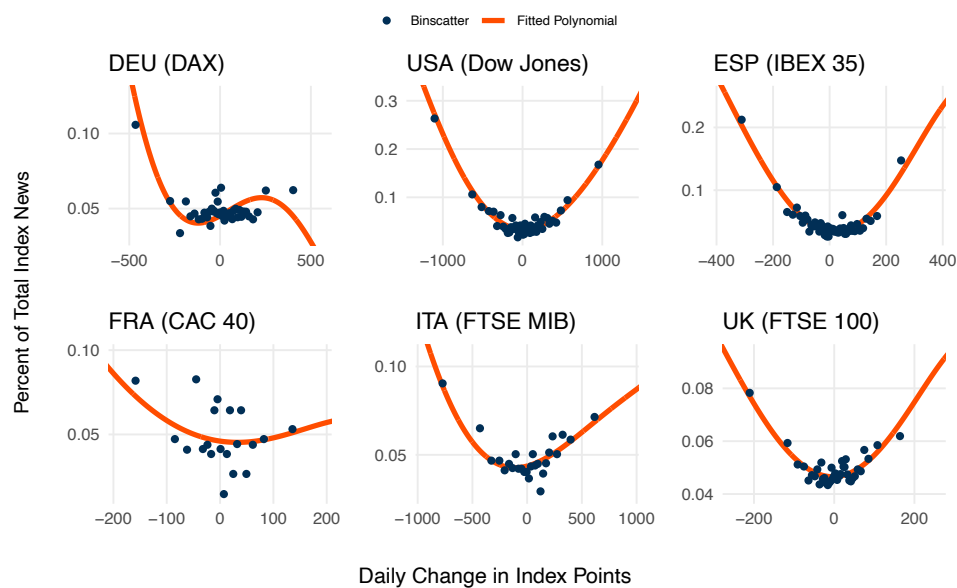 Binscatter Fitted Polynomial
DEU (DAX) USA (Dow Jones) ESP (IBEX 35)
0.10
0.05
−500 0 500
0.3
0.2
0.1
−1000 0 1000
0.2
0.1
−400 −200 0 200 400
FRA (CAC 40) ITA (FTSE MIB) UK (FTSE 100)
0.10
0.05
−200 −100 0 100 200
0.10
0.05
−1000 −500 0 500 1000
0.08
0.06
0.04
−200 0 200
Percent of Total Index News
Daily Change in Index Points